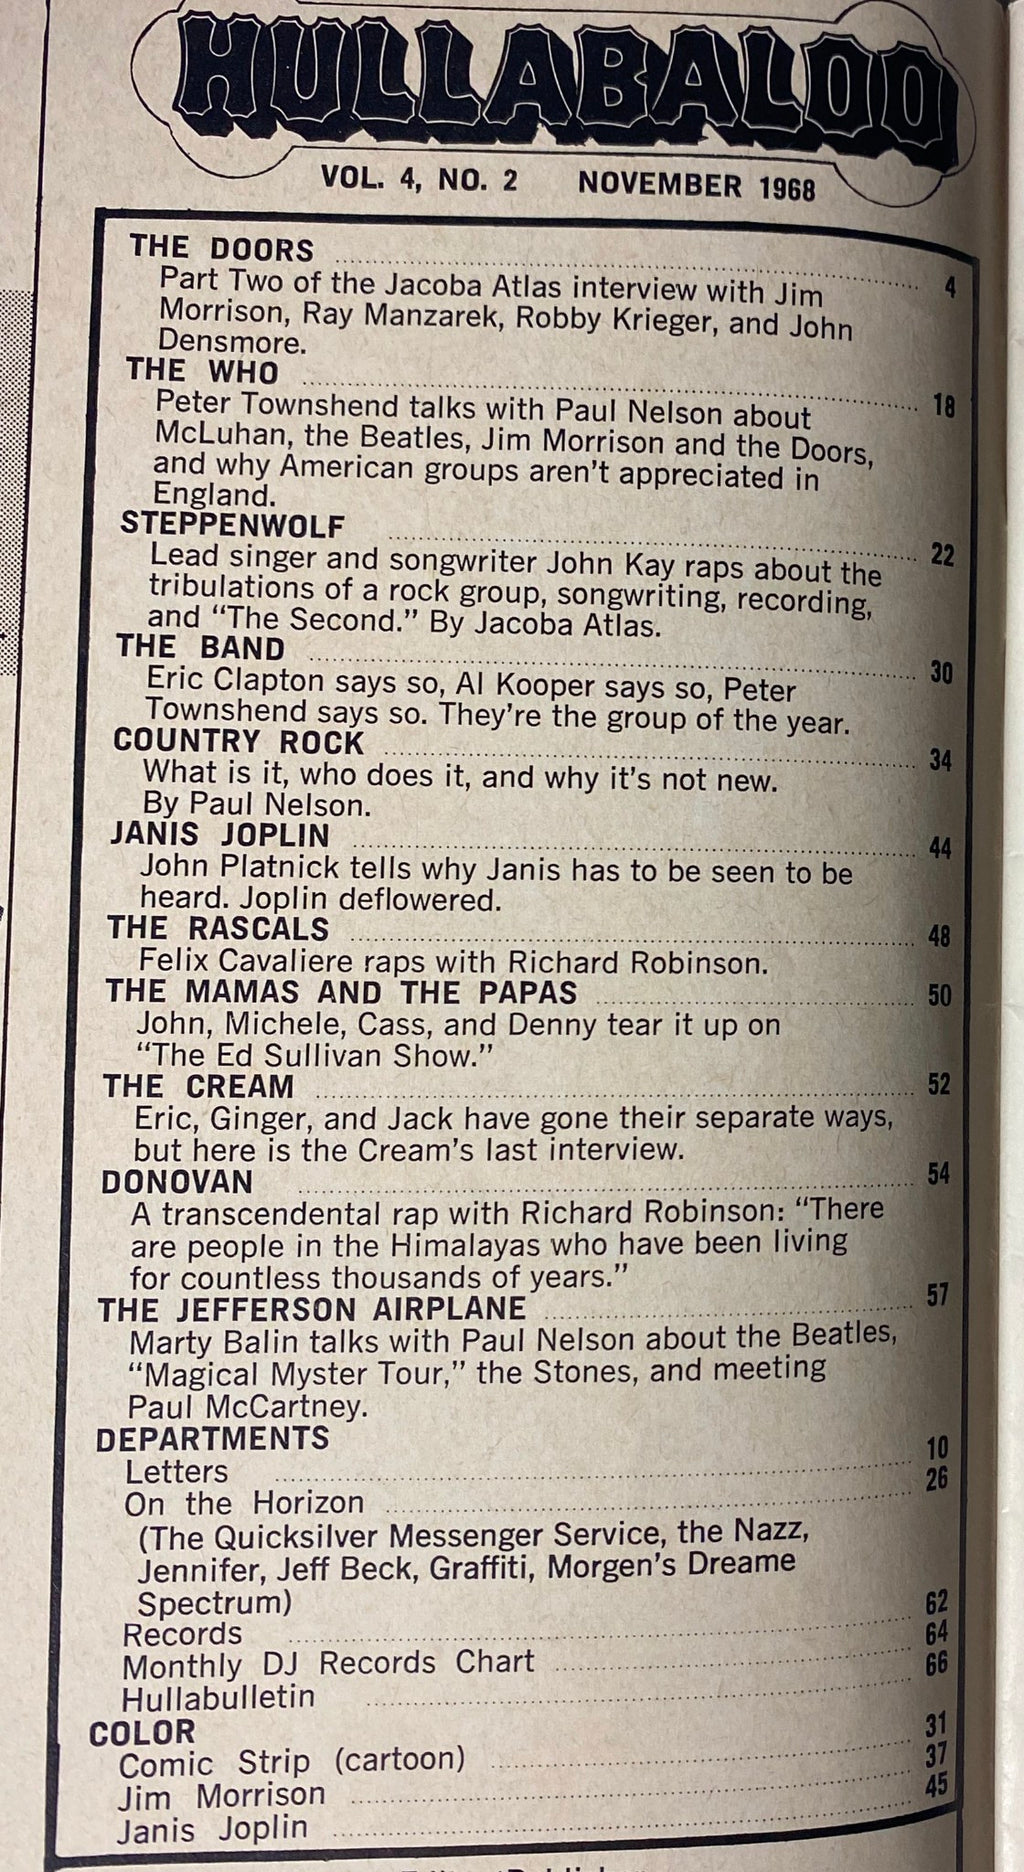 HULLABALOO
VOL. 4, NO. 2 NOVEMBER 1968
THE DOORS 4
Part Two of the Jacoba Atlas interview with Jim
Morrison, Ray Manzarek, Robby Krieger, and John
Densmore.
THE WHO 18
Peter Townshend talks with Paul Nelson about
McLuhan, the Beatles, Jim Morrison and the Doors,
and why American groups aren't appreciated in
England.
STEPPENWOLF 22
Lead singer and songwriter John Kay raps about the
tribulations of a rock group, songwriting, recording,
and "The Second." By Jacoba Atlas.
THE BAND 30
Eric Clapton says so, Al Kooper says so, Peter
Townshend says so. They're the group of the year.
COUNTRY ROCK 34
What is it, who does it, and why it's not new.
By Paul Nelson.
JANIS JOPLIN 44
John Platnick tells why Janis has to be seen to be
heard. Joplin deflowered.
THE RASCALS 48
Felix Cavaliere raps with Richard Robinson.
THE MAMAS AND THE PAPAS 50
John, Michele, Cass, and Denny tear it up on
"The Ed Sullivan Show."
THE CREAM 52
Eric, Ginger, and Jack have gone their separate ways,
but here is the Cream's last interview.
DONOVAN 54
A transcendental rap with Richard Robinson: "There
are people in the Himalayas who have been living
for countless thousands of years."
THE JEFFERSON AIRPLANE 57
Marty Balin talks with Paul Nelson about the Beatles,
"Magical Myster Tour," the Stones, and meeting
Paul McCartney.
DEPARTMENTS
Letters 10
On the Horizon 26
(The Quicksilver Messenger Service, the Nazz,
Jennifer, Jeff Beck, Graffiti, Morgen's Dreame
Spectrum)
Records 62
Monthly DJ Records Chart 64
Hullabulletin 66
COLOR
Comic Strip (cartoon) 31
Jim Morrison 37
Janis Joplin 45